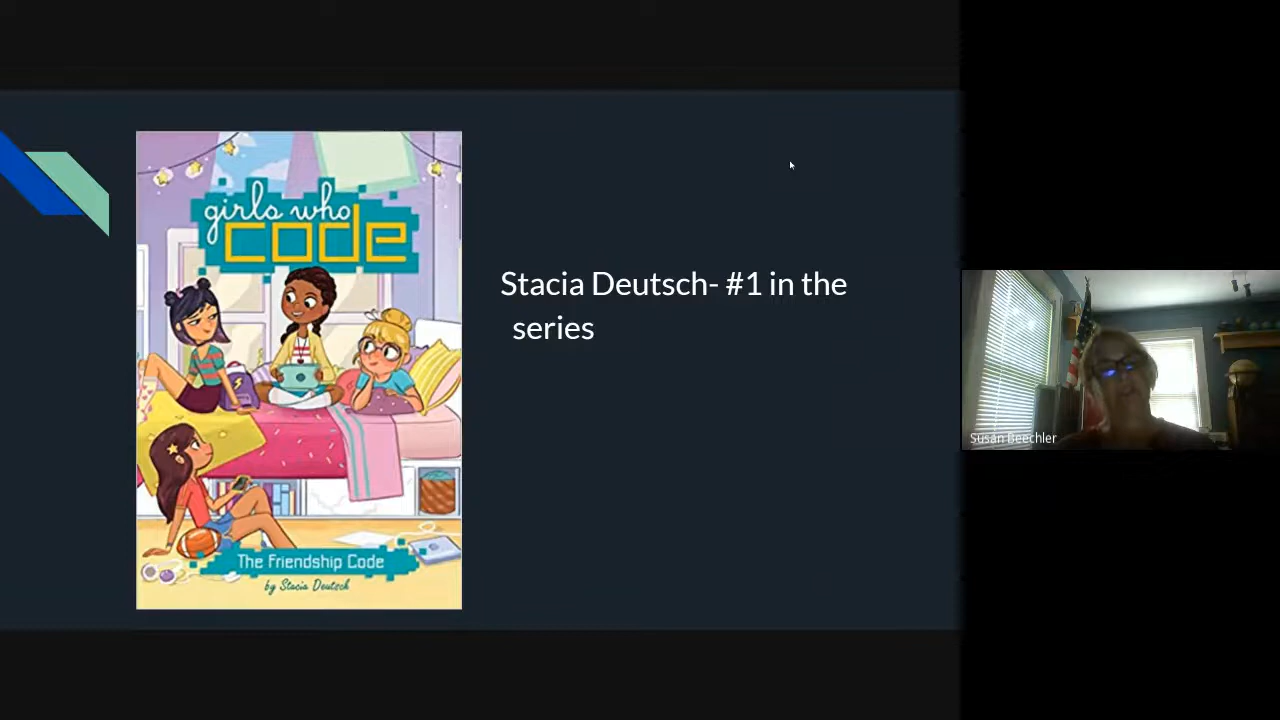 girls who
code
The Friendship Code
by Stacia Deutsch
Stacia Deutsch- #1 in the
series
Susan Beechler